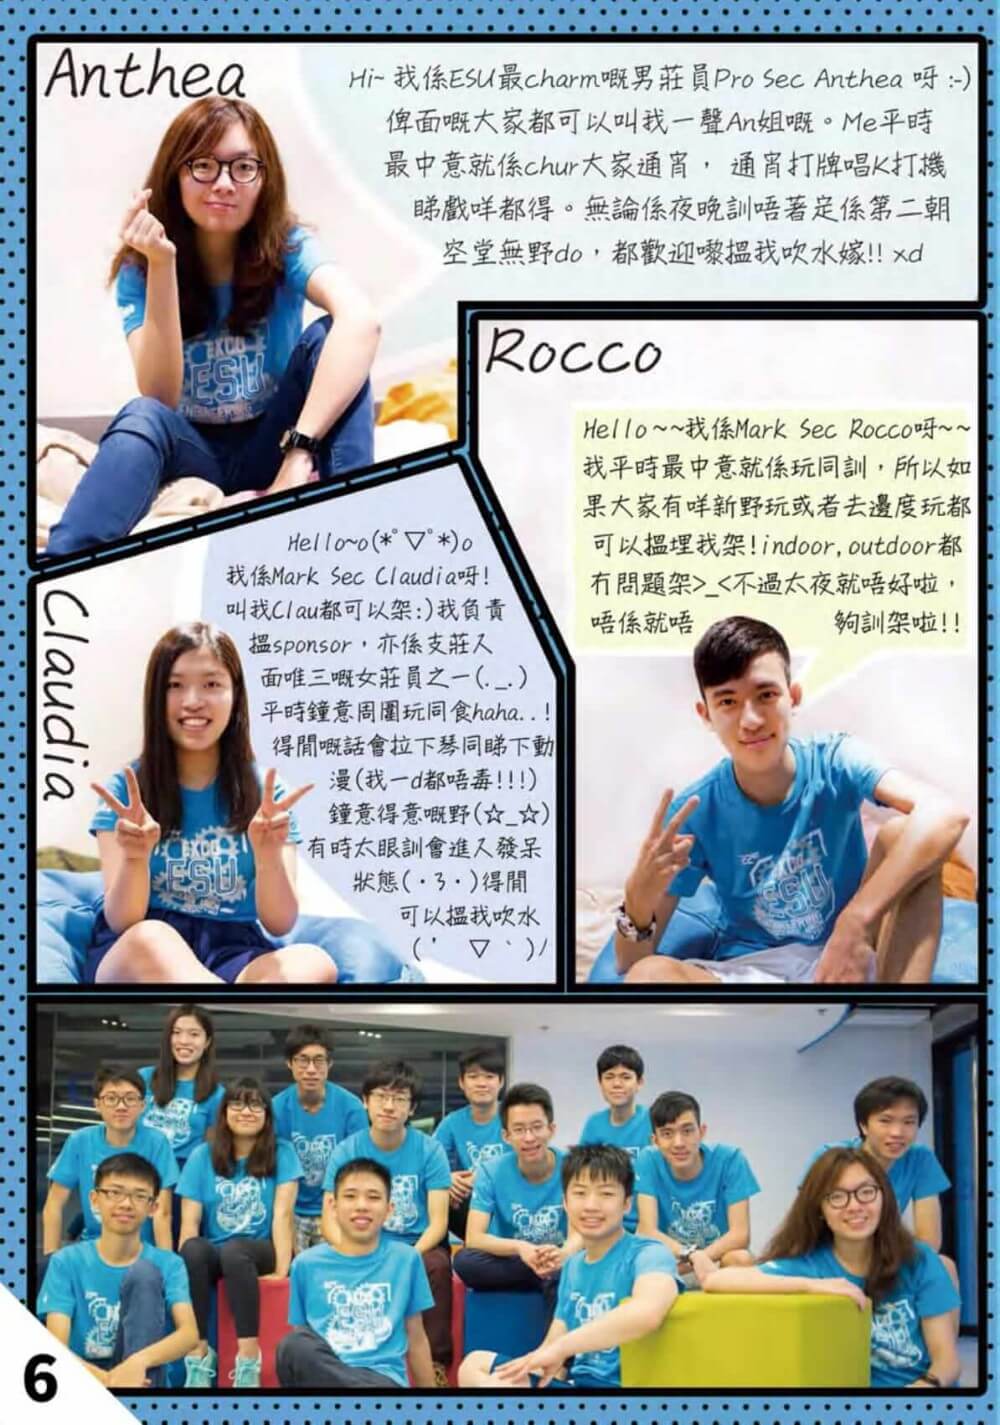 Anthea
Hi~ 我係ESU最charm嘅男莊員Pro Sec Anthea 呀 :-)
俾面嘅大家都可以叫我一聲An姐嘅。Me平時
最中意就係chur大家通宵， 通宵打牌唱K打機
睇戲咩都得。無論係夜晚訓唔著定係第二朝
空堂無野do，都歡迎嚟搵我吹水嫁!! xd
Rocco
Hello~~我係Mark Sec Rocco呀~~
我平時最中意就係玩同訓，所以如
果大家有咩新野玩或者去邊度玩都
可以搵埋我架!indoor,outdoor都
冇問題架>_<不過太夜就唔好啦，
唔係就唔夠訓架啦!!
Claudia
Hello~o(*ﾟ▽ﾟ*)o
我係Mark Sec Claudia呀!
叫我Clau都可以架:)我負責
搵sponsor，亦係支莊入
面唯三嘅女莊員之一(._.)
平時鐘意周圍玩同食haha..!
得閒嘅話會拉下琴同睇下動
漫(我一d都唔毒!!!)
鐘意得意嘅野(☆_☆)
有時太眼訓會進入發呆
狀態(・3・)得閒
可以搵我吹水
( ' ▽ ` )/
EXCO
ESU
ENGINEERING
EXCO
ESU
6